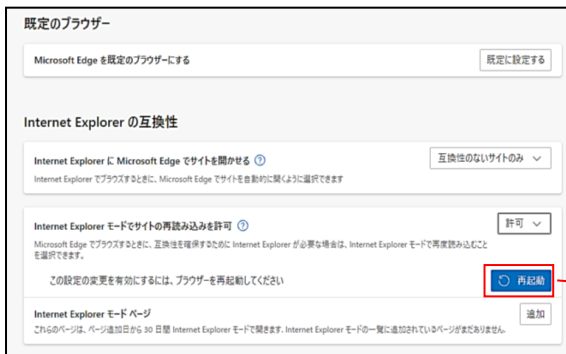 既定のブラウザー
Microsoft Edge を既定のブラウザーにする
既定に設定する
Internet Explorer の互換性
Internet Explorer に Microsoft Edge でサイトを開かせる
互換性のないサイトのみ
Internet Explorer でブラウズするときに、Microsoft Edge でサイトを自動的に開くように選択できます
Internet Explorer モードでサイトの再読み込みを許可
許可
Microsoft Edge でブラウズするときに、互換性を確保するために Internet Explorer が必要な場合は、Internet Explorer モードで再度読み込むこと
を選択できます。
この設定の変更を有効にするには、ブラウザーを再起動してください
再起動
Internet Explorer モード ページ
追加
これらのページは、ページ追加日から 30 日間 Internet Explorer モードで開きます. Internet Explorer モードの一覧に追加されているページがまだありません.